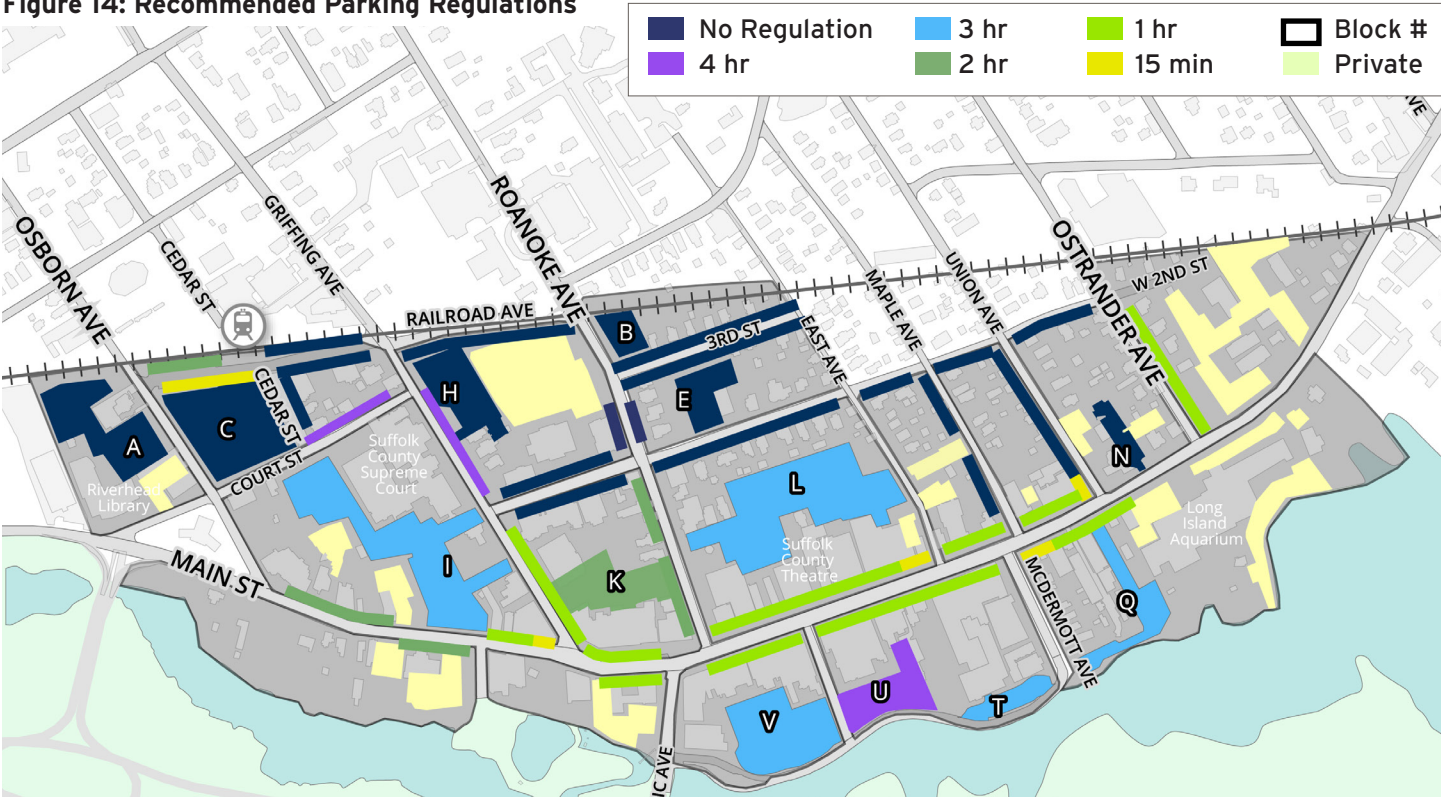 Figure 14: Recommended Parking Regulations
No Regulation
3 hr
1 hr
Block #
4 hr
2 hr
15 min
Private
AVE
ROANOKE AVE
GRIFFING AVE
OSBORN AVE
CEDAR ST
OSTRANDER AVE
UNION AVE
W 2ND ST
MAPLE AVE
RAILROAD AVE
B
3RD ST
EAST AVE
CEDAR ST
H
E
C
A
Suffolk
County
Supreme
Court
COURT ST
N
L
Riverhead
Library
Long
Island
Aquarium
Suffolk
County
Theatre
MAIN ST
I
K
MCDERMOTT AVE
Q
U
T
V
IC AVE